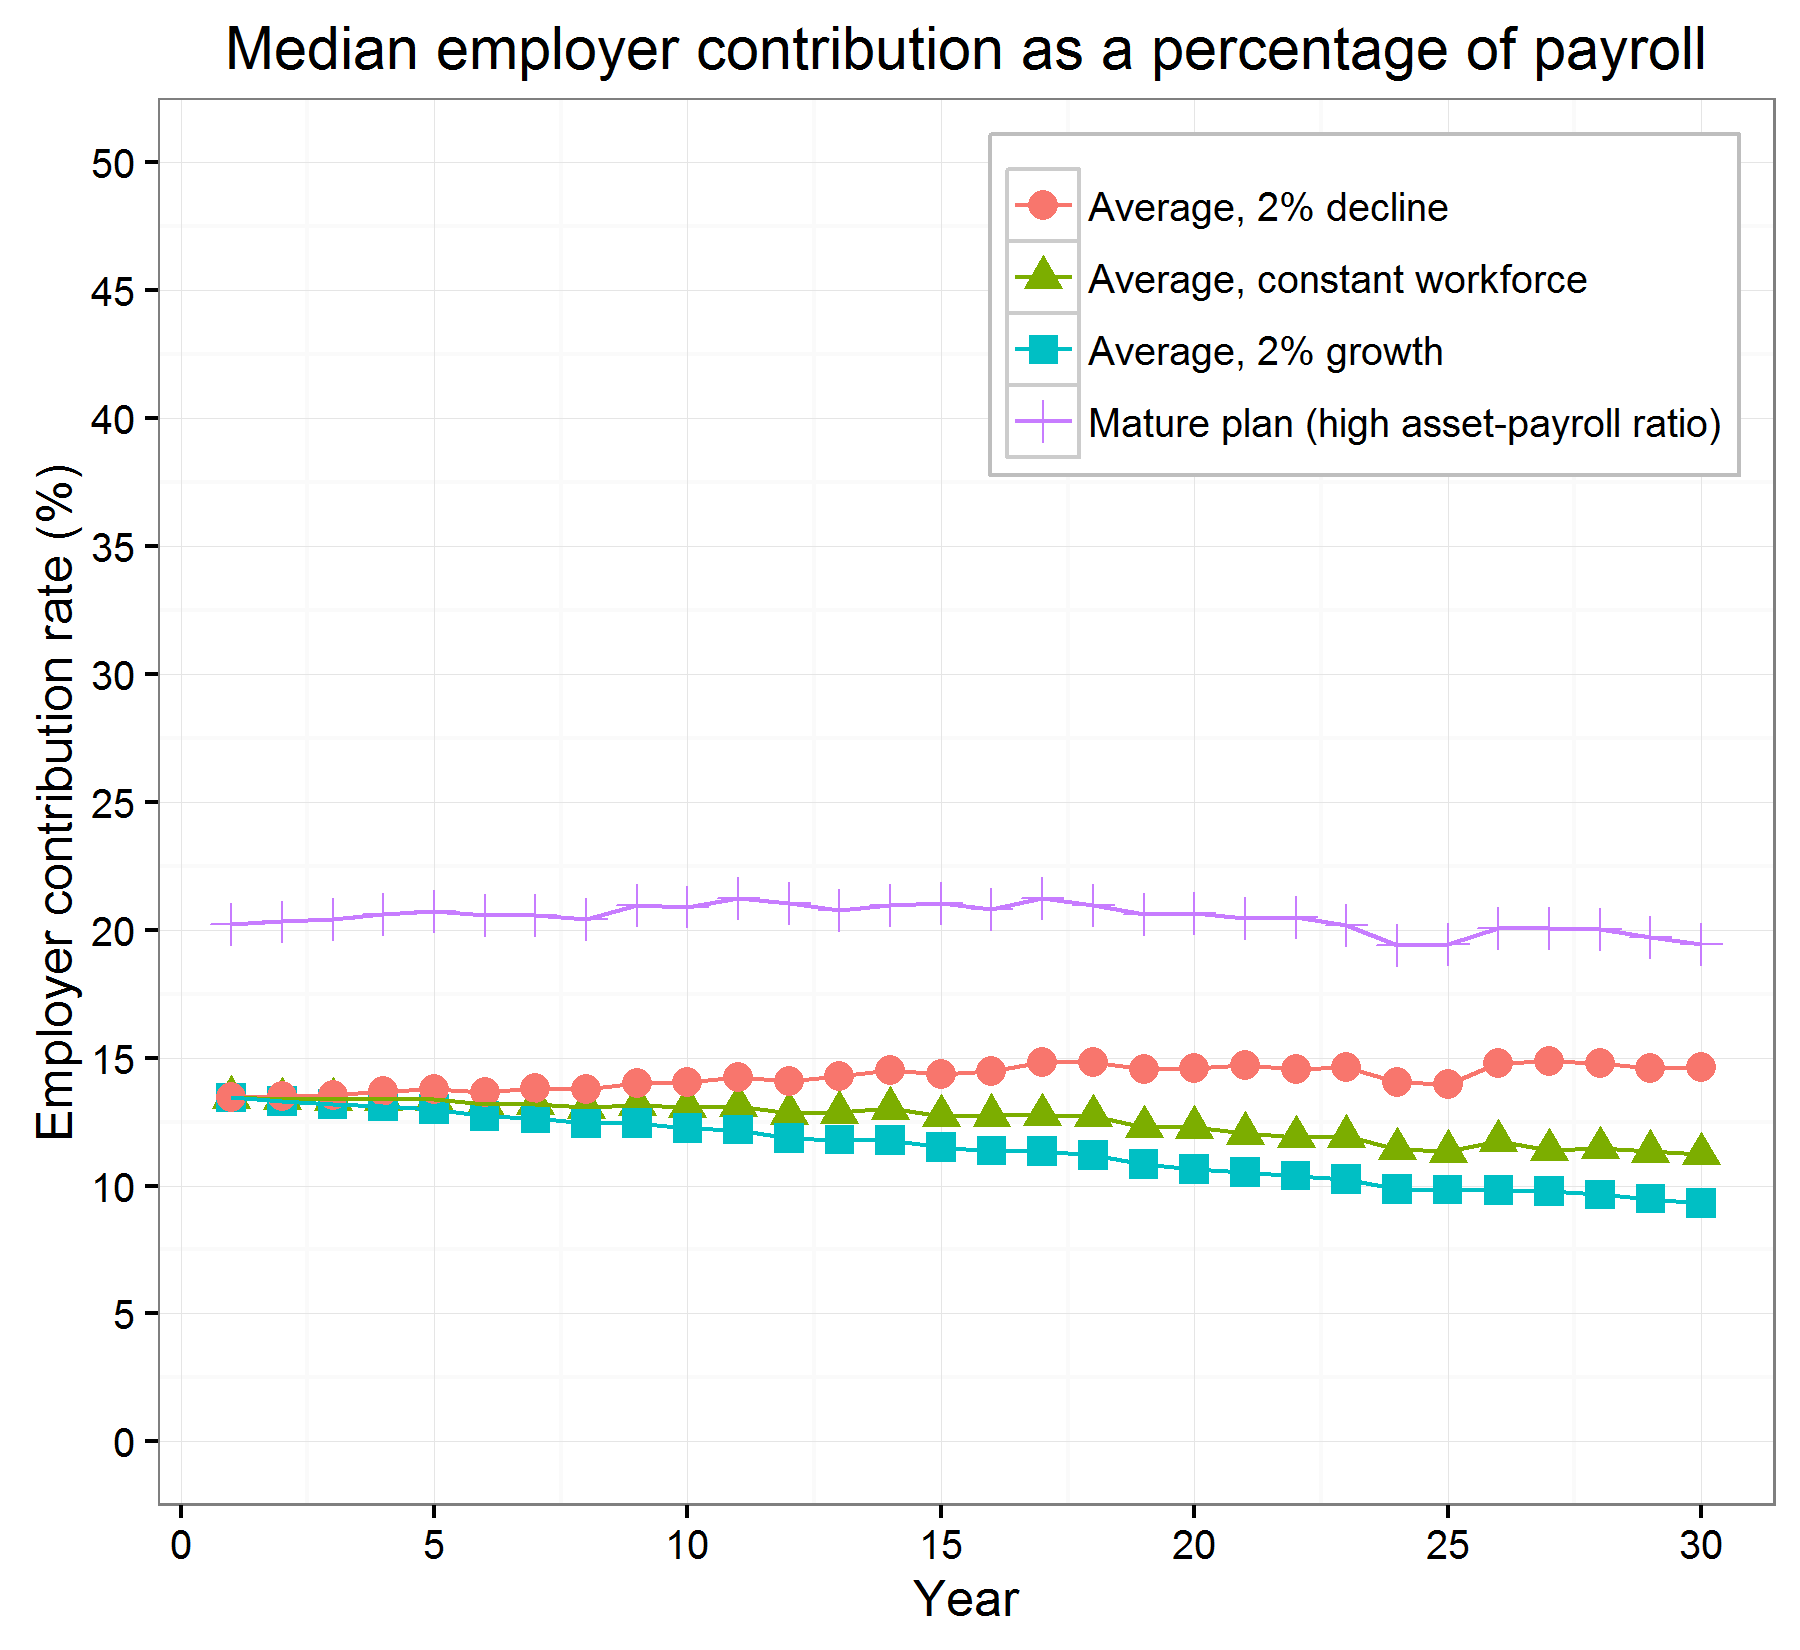 Median employer contribution as a percentage of payroll
Employer contribution rate (%)
50
45
40
35
30
25
20
15
10
5
0
Average, 2% decline
Average, constant workforce
Average, 2% growth
Mature plan (high asset-payroll ratio)
0 5 10 15 20 25 30
Year